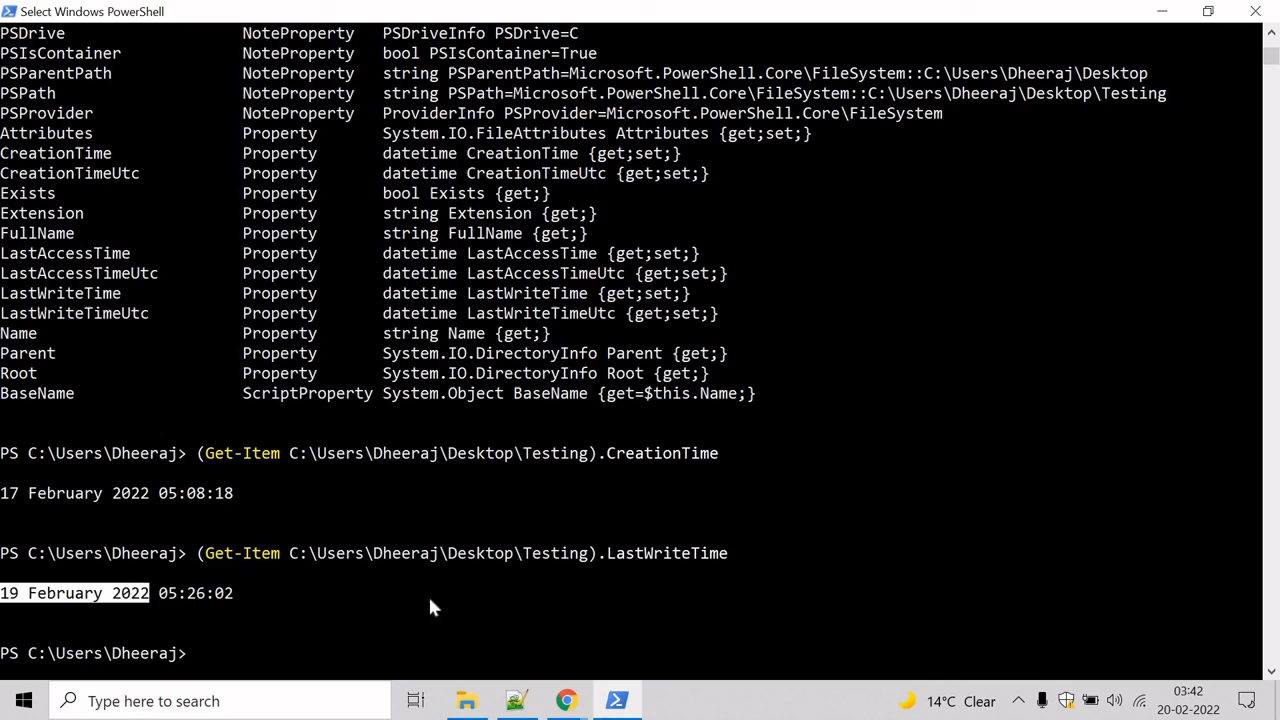 Select Windows PowerShell
PSDrive NoteProperty PSDriveInfo PSDrive=C
PSIsContainer NoteProperty bool PSIsContainer=True
PSParentPath NoteProperty string PSParentPath=Microsoft.PowerShell.Core\FileSystem::C:\Users\Dheeraj\Desktop
PSPath NoteProperty string PSPath=Microsoft.PowerShell.Core\FileSystem::C:\Users\Dheeraj\Desktop\Testing
PSProvider NoteProperty ProviderInfo PSProvider=Microsoft.PowerShell.Core\FileSystem
Attributes Property System.IO.FileAttributes Attributes {get;set;}
CreationTime Property datetime CreationTime {get;set;}
CreationTimeUtc Property datetime CreationTimeUtc {get;set;}
Exists Property bool Exists {get;}
Extension Property string Extension {get;}
FullName Property string FullName {get;}
LastAccessTime Property datetime LastAccessTime {get;set;}
LastAccessTimeUtc Property datetime LastAccessTimeUtc {get;set;}
LastWriteTime Property datetime LastWriteTime {get;set;}
LastWriteTimeUtc Property datetime LastWriteTimeUtc {get;set;}
Name Property string Name {get;}
Parent Property System.IO.DirectoryInfo Parent {get;}
Root Property System.IO.DirectoryInfo Root {get;}
BaseName ScriptProperty System.Object BaseName {get=$this.Name;}
PS C:\Users\Dheeraj> (Get-Item C:\Users\Dheeraj\Desktop\Testing).CreationTime
17 February 2022 05:08:18
PS C:\Users\Dheeraj> (Get-Item C:\Users\Dheeraj\Desktop\Testing).LastWriteTime
19 February 2022 05:26:02
PS C:\Users\Dheeraj>
Type here to search
14°C Clear
03:42
20-02-2022